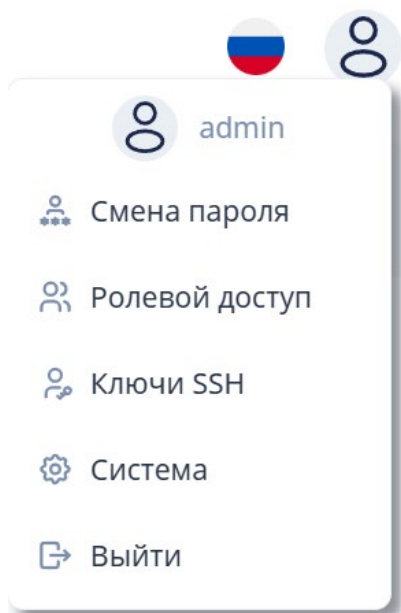 admin
Смена пароля
Ролевой доступ
Ключи SSH
Система
Выйти